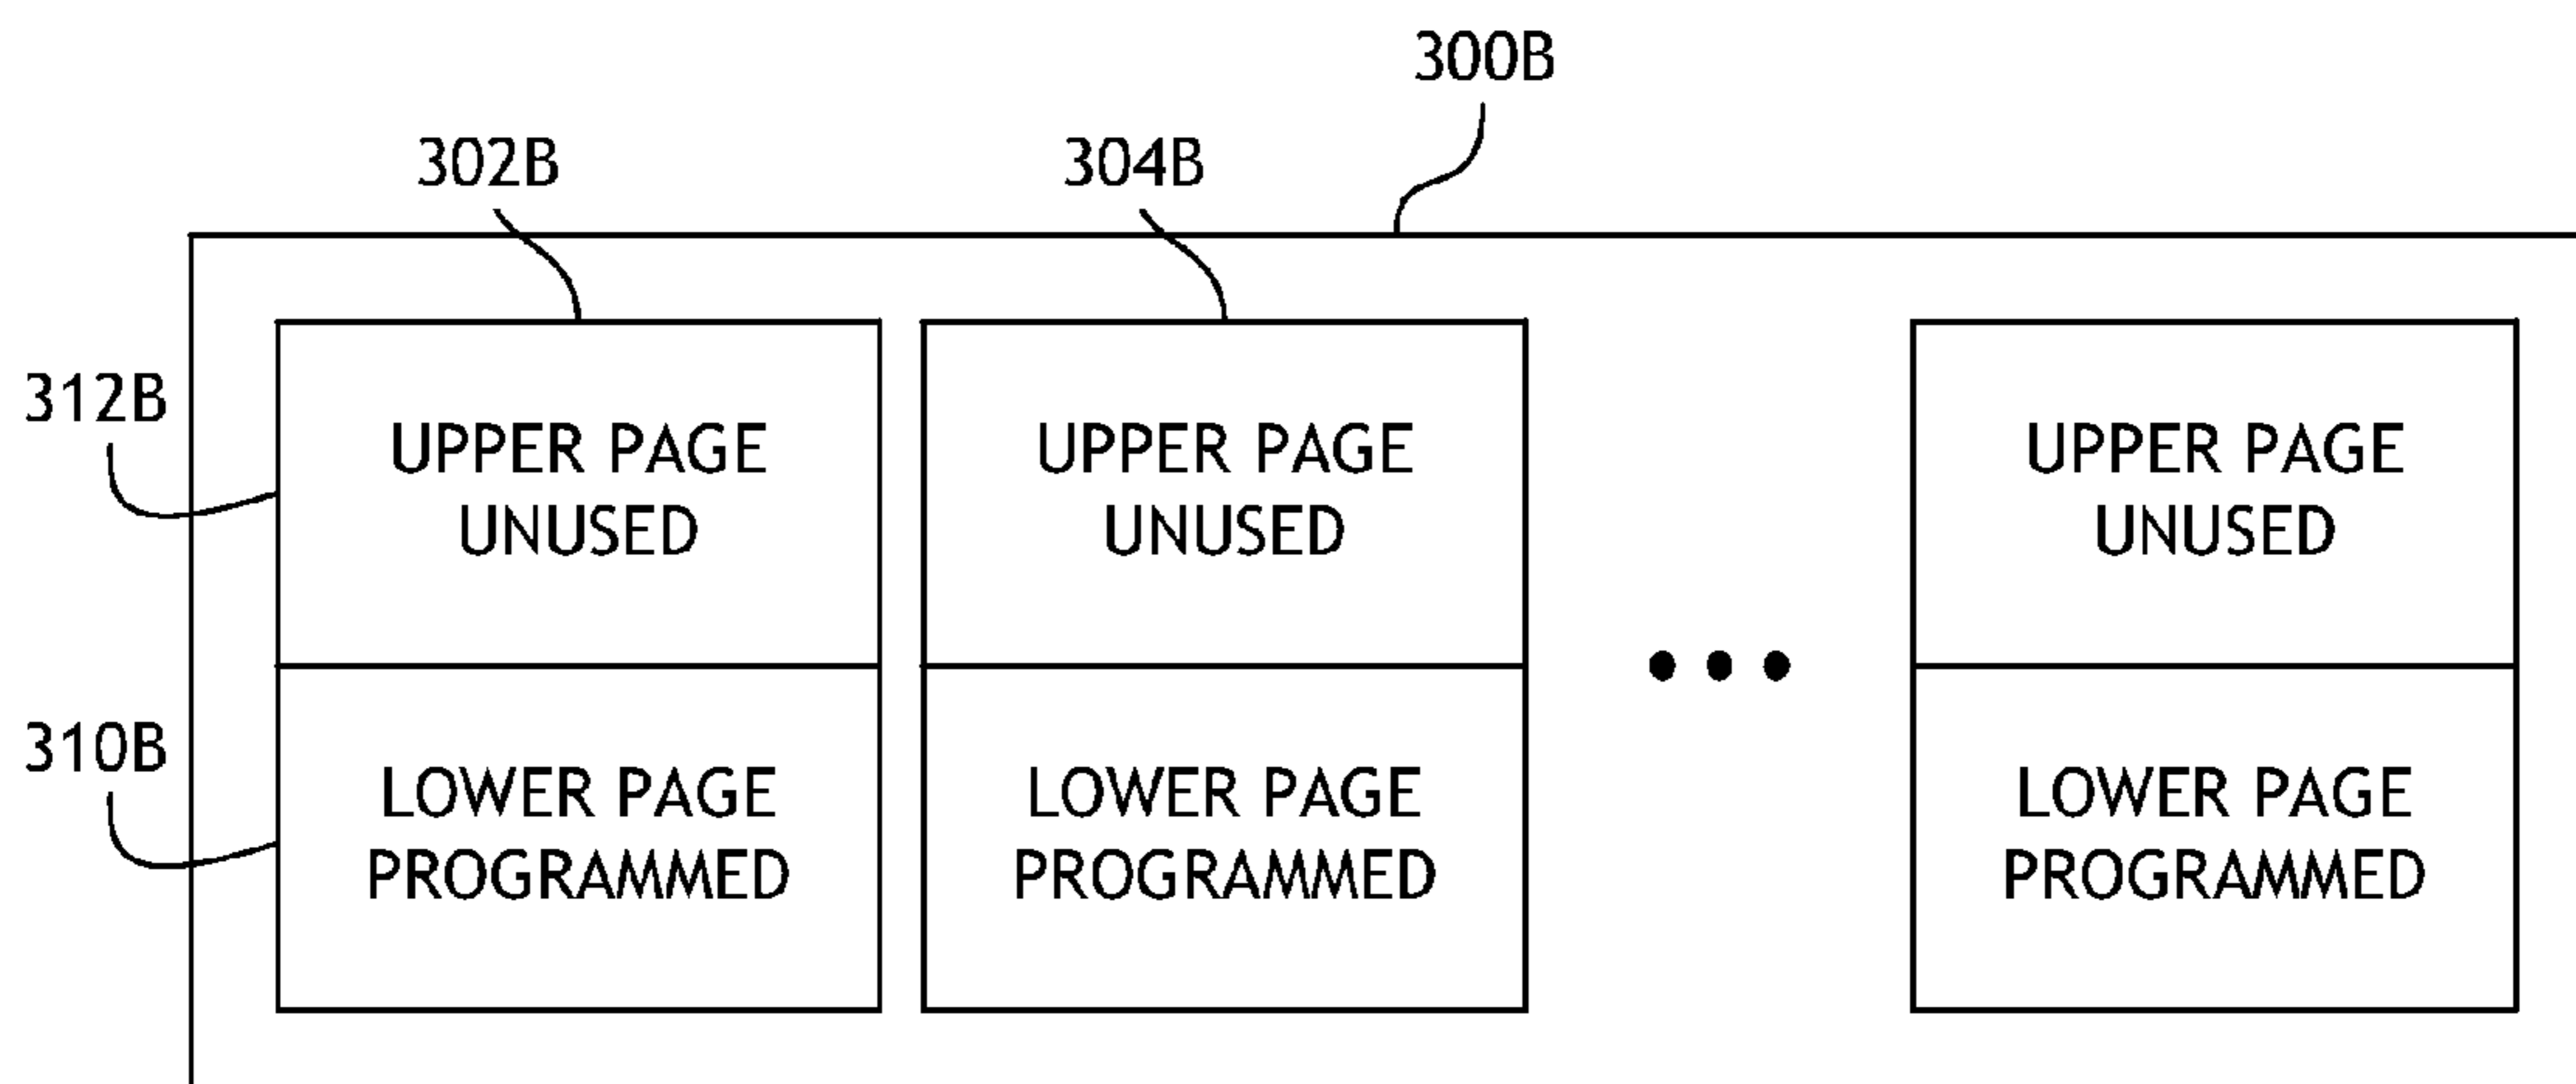 300B
302B
304B
312B
UPPER PAGE
UNUSED
UPPER PAGE
UNUSED
UPPER PAGE
UNUSED
310B
LOWER PAGE
PROGRAMMED
LOWER PAGE
PROGRAMMED
LOWER PAGE
PROGRAMMED